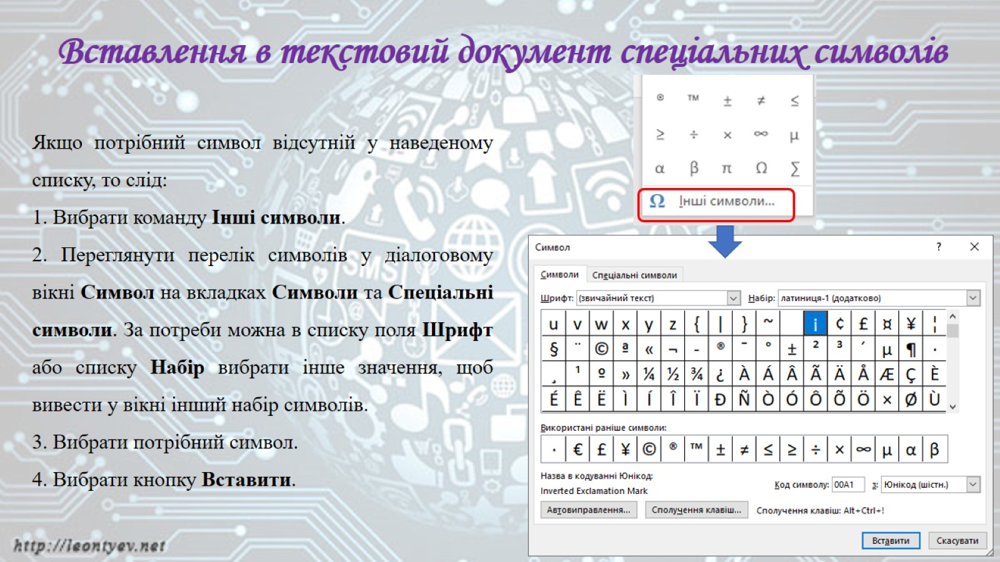 Вставлення в текстовий документ спеціальних символів
Якщо потрібний символ відсутній у наведеному
списку, то слід:
1. Вибрати команду Інші символи.
2. Переглянути перелік символів у діалоговому
вікні Символ на вкладках Символи та Спеціальні
символи. За потреби можна в списку поля Шрифт
або списку Набір вибрати інше значення, щоб
вивести у вікні інший набір символів.
3. Вибрати потрібний символ.
4. Вибрати кнопку Вставити.
http://leontyev.net
® ™ ± ≠ ≤
≥ ÷ × ∞ µ
α β π Ω ∑
Ω Інші символи...
Символ ? ×
Символи Спеціальні символи
Шрифт: (звичайний текст) Набір: латиниця-1 (додатково)
u v w x y z { | } ~ ¡ ¢ £ ¤ ¥ ¦
§ ¨ © ª « ¬ - ® ¯ ° ± ² ³ ´ µ ¶ ·
¸ ¹ º » ¼ ½ ¾ ¿ À Á Â Ã Ä Å Æ Ç È
É Ê Ë Ì Í Î Ï Ð Ñ Ò Ó Ô Õ Ö × Ø Ù
Використані раніше символи:
· € £ ¥ © ® ™ ± ≠ ≤ ≥ ÷ × ∞ µ α β
Назва в кодуванні Юнікод:
Inverted Exclamation Mark
Код символу: 00A1 з: Юнікод (шістн.)
Автовиправлення... Сполучення клавіш... Сполучення клавіш: Alt+Ctrl+!
Вставити Скасувати
SMS